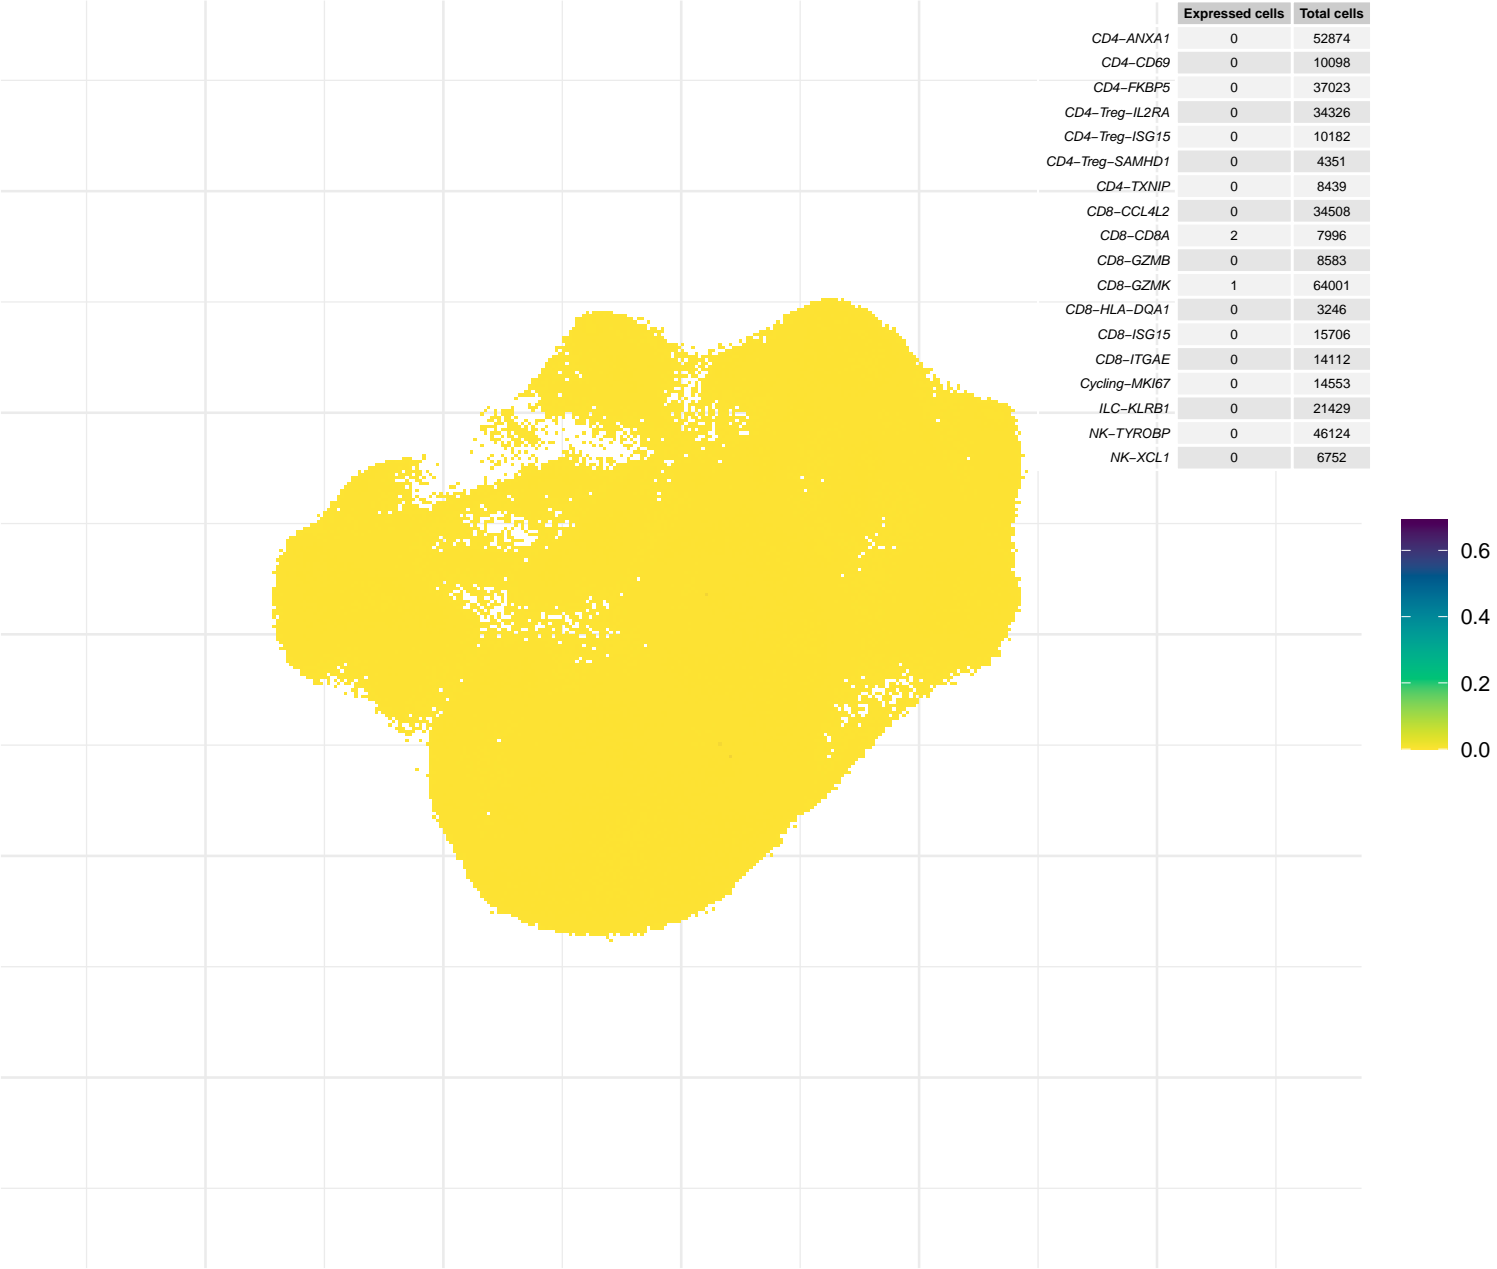 Expressed cells Total cells
CD4−ANXA1 0 52874
CD4−CD69 0 10098
CD4−FKBP5 0 37023
CD4−Treg−IL2RA 0 34326
CD4−Treg−ISG15 0 10182
CD4−Treg−SAMHD1 0 4351
CD4−TXNIP 0 8439
CD8−CCL4L2 0 34508
CD8−CD8A 2 7996
CD8−GZMB 0 8583
CD8−GZMK 1 64001
CD8−HLA−DQA1 0 3246
CD8−ISG15 0 15706
CD8−ITGAE 0 14112
Cycling−MKI67 0 14553
ILC−KLRB1 0 21429
NK−TYROBP 0 46124
NK−XCL1 0 6752
0.6
0.4
0.2
0.0